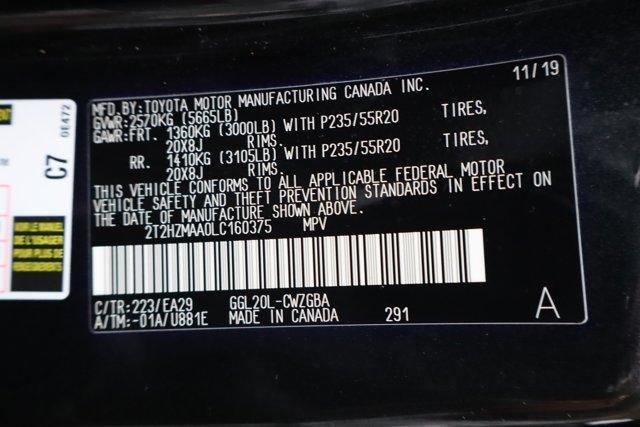 11/19
MFD.BY:TOYOTA MOTOR MANUFACTURING CANADA INC.
GVWR:2570KG (5665LB)
GAWR:FRT. 1360KG (3000LB) WITH P235/55R20 TIRES,
20X8J RIMS.
RR. 1410KG (3105LB) WITH P235/55R20 TIRES,
20X8J RIMS.
THIS VEHICLE CONFORMS TO ALL APPLICABLE FEDERAL MOTOR
VEHICLE SAFETY AND THEFT PREVENTION STANDARDS IN EFFECT ON
THE DATE OF MANUFACTURE SHOWN ABOVE.
2T2HZMAA0LC160375 MPV
C/TR:223/EA29 GGL20L-CWZGBA
A/TM:-01A/U881E MADE IN CANADA 291 A
C7
0E472